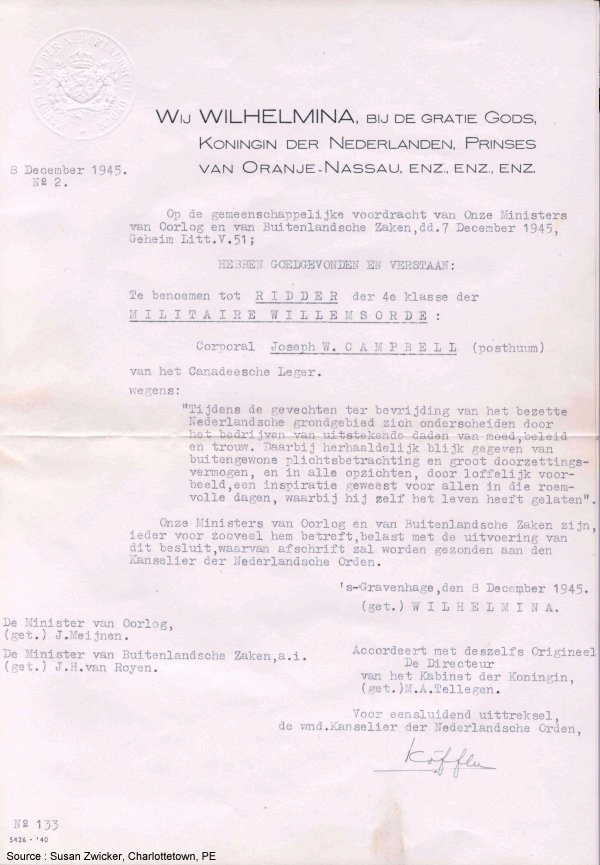 WIJ WILHELMINA, BIJ DE GRATIE GODS,
KONINGIN DER NEDERLANDEN, PRINSES
VAN ORANJE-NASSAU, ENZ., ENZ., ENZ.
8 December 1945.
Nº 2.
Op de gemeenschappelijke voordracht van Onze Ministers
van Oorlog en van Buitenlandsche Zaken,dd.7 December 1945,
Geheim Litt.V.51;
HEBBEN GOEDGEVONDEN EN VERSTAAN:
Te benoemen tot RIDDER der 4e klasse der
MILITAIRE WILLEMSORDE :
Corporal Joseph W. CAMPBELL (posthuum)
van het Canadeesche Leger.
wegens:
"Tijdens de gevechten ter bevrijding van het bezette
Nederlandsche grondgebied zich onderscheiden door
het bedrijven van uitstekende daden van moed,beleid
en trouw. Daarbij herhaaldelijk blijk gegeven van
buitengewone plichtsbetrachting en groot doorzettings-
vermogen, en in alle opzichten, door loffelijk voor-
beeld,een inspiratie geweest voor allen in die roem-
volle dagen, waarbij hij zelf het leven heeft gelaten".
Onze Ministers van Oorlog en van Buitenlandsche Zaken zijn,
ieder voor zooveel hem betreft,belast met de uitvoering van
dit besluit,waarvan afschrift zal worden gezonden aan den
Kanselier der Nederlandsche Orden.
's-Gravenhage,den 8 December 1945.
(get.) WILHELMINA.
De Minister van Oorlog,
(get.) J.Meijnen.
De Minister van Buitenlandsche Zaken,a.i.
(get.) J.H.van Royen.
Accordeert met deszelfs Origineel
De Directeur
van het Kabinet der Koningin,
(get.)M.A.Tellegen.
Voor eensluidend uittreksel,
de wnd.Kanselier der Nederlandsche Orden,
Nº 133
5426 - '40
Source : Susan Zwicker, Charlottetown, PE